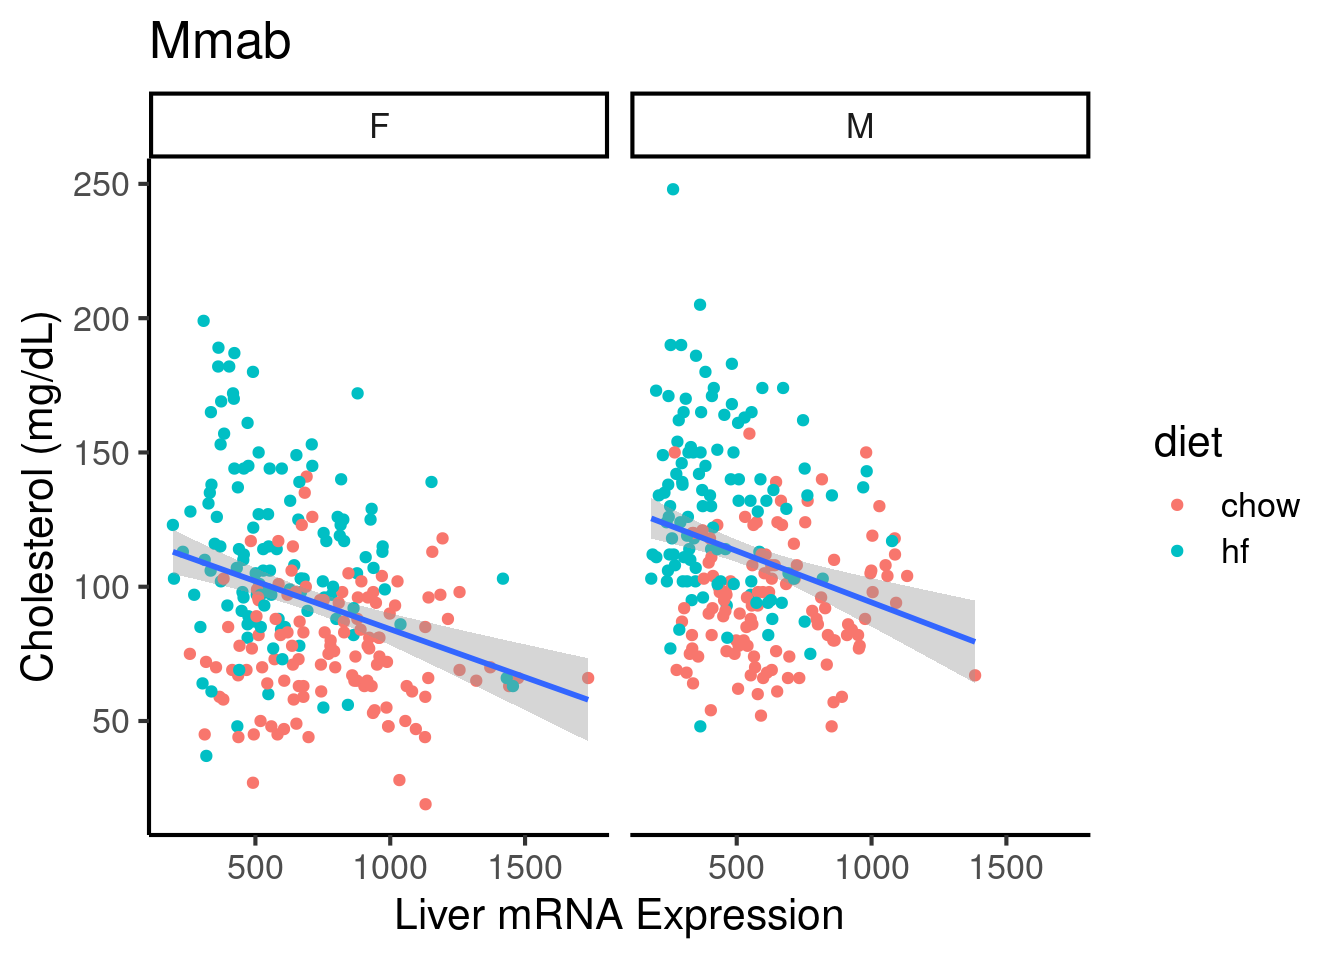 Mmab
F
M
250
200
150
100
50
Cholesterol (mg/dL)
500
1000
1500
500
1000
1500
Liver mRNA Expression
diet
chow
hf